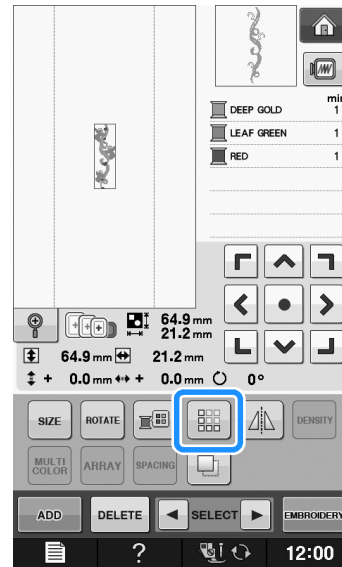 min
DEEP GOLD 1
LEAF GREEN 1
RED 1
64.9 mm
21.2 mm
64.9 mm 21.2 mm
+ 0.0 mm + 0.0 mm 0°
SIZE ROTATE DENSITY
MULTI COLOR ARRAY SPACING
ADD DELETE SELECT EMBROIDERY
? 12:00